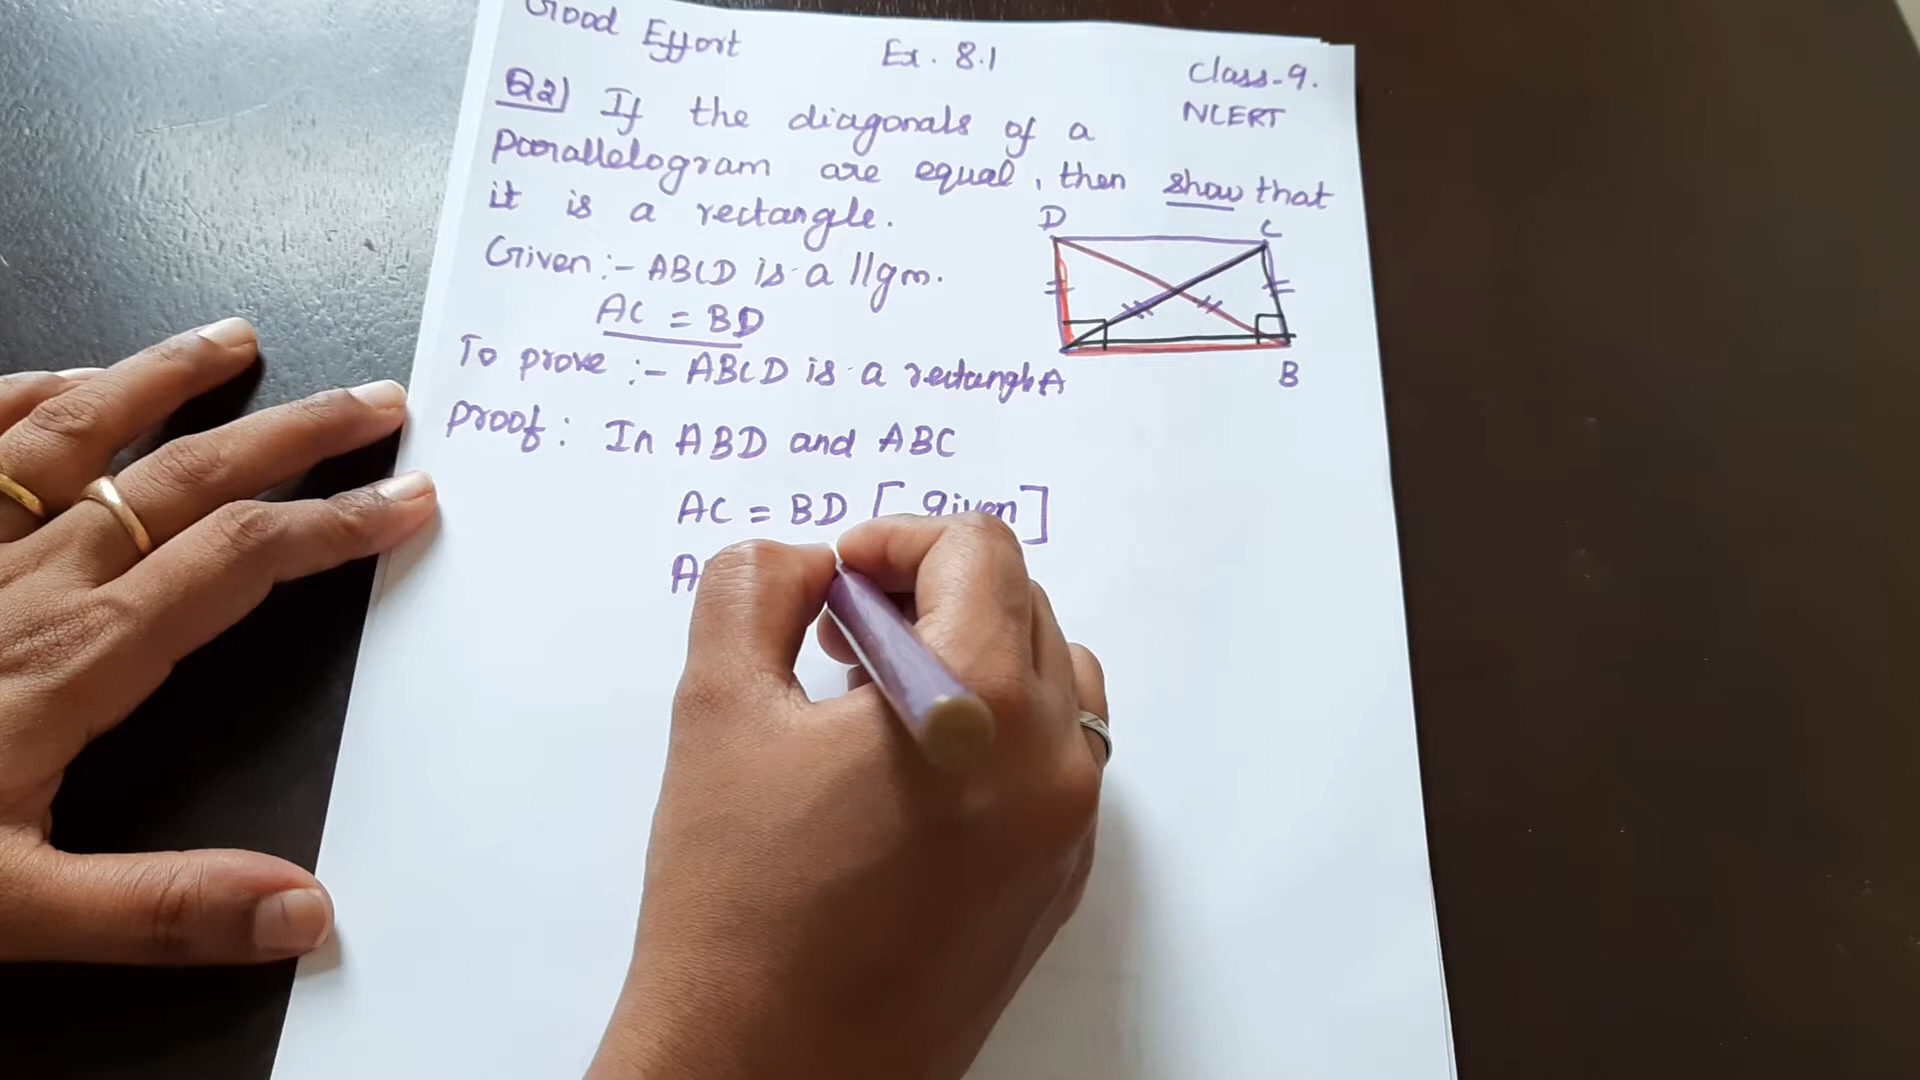 Good Effort Ex. 8.1 Class-9.
NCERT
Q2) If the diagonals of a
parallelogram are equal, then show that
it is a rectangle.
D C
Given :- ABCD is a llgm.
AC = BD
To prove :- ABCD is a rectangle
A B
Proof : In ABD and ABC
AC = BD [given]
A